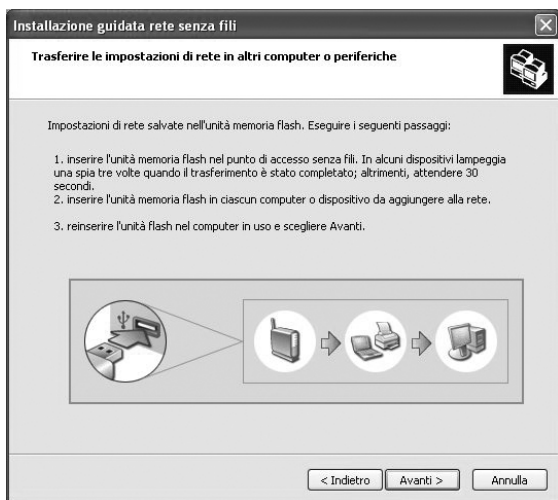 Installazione guidata rete senza fili
Trasferire le impostazioni di rete in altri computer o periferiche
Impostazioni di rete salvate nell'unità memoria flash. Eseguire i seguenti passaggi:
1. inserire l'unità memoria flash nel punto di accesso senza fili. In alcuni dispositivi lampeggia
una spia tre volte quando il trasferimento è stato completato; altrimenti, attendere 30
secondi.
2. inserire l'unità memoria flash in ciascun computer o dispositivo da aggiungere alla rete.
3. reinserire l'unità flash nel computer in uso e scegliere Avanti.
< Indietro Avanti > Annulla